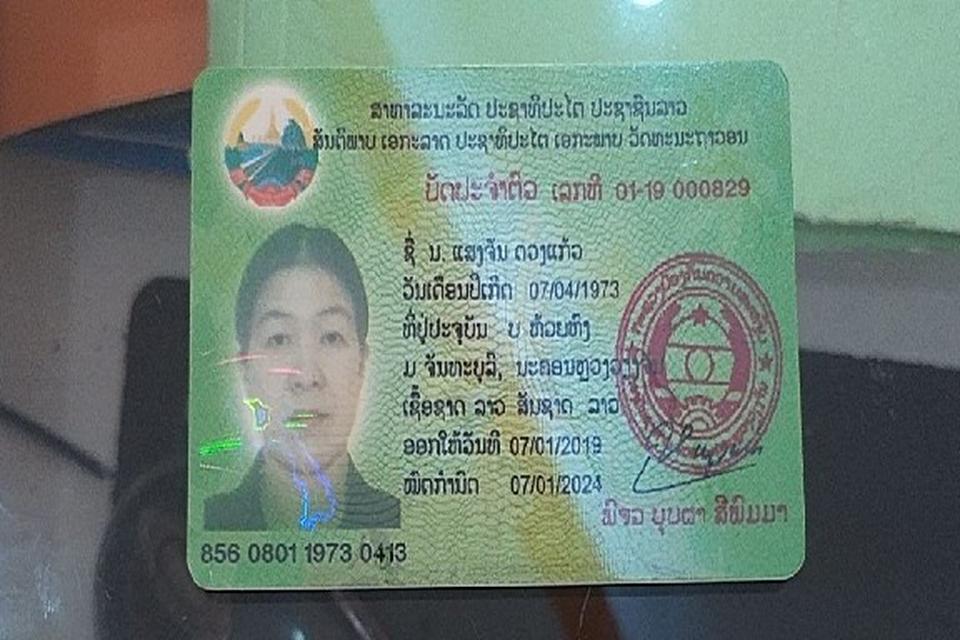 ສາທາລະນະລັດ ປະຊາທິປະໄຕ ປະຊາຊົນລາວ
ສັນຕິພາບ ເອກະລາດ ປະຊາທິປະໄຕ ເອກະພາບ ວັດທະນະຖາວອນ
ບັດປະຈຳຕົວ ເລກທີ 01-19 000829
ຊື່ ນ. ແສງຈັນ ດວງແກ້ວ
ວັນເດືອນປີເກີດ 07/04/1973
ທີ່ຢູ່ປະຈຸບັນ ບ ຫ້ວຍຫົງ
ມ ຈັນທະບູລີ, ນະຄອນຫຼວງວຽງຈັນ
ເຊື້ອຊາດ ລາວ ສັນຊາດ ລາວ
ອອກໃຫ້ວັນທີ 07/01/2019
ໝົດກຳນົດ 07/01/2024
ບຸບຜາ ສີພິມມາ
856 0801 1973 0413